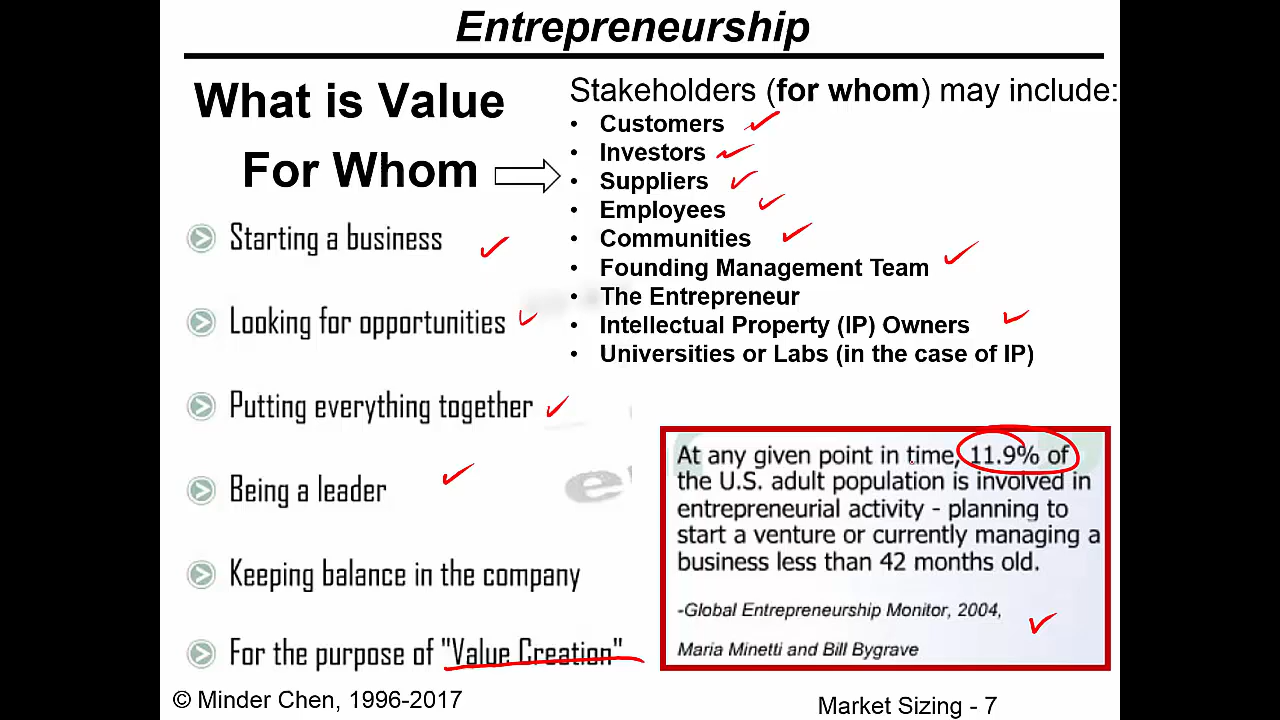 Entrepreneurship
What is Value
For Whom
Starting a business
Looking for opportunities
Putting everything together
Being a leader
Keeping balance in the company
For the purpose of "Value Creation"
Stakeholders (for whom) may include:
• Customers
• Investors
• Suppliers
• Employees
• Communities
• Founding Management Team
• The Entrepreneur
• Intellectual Property (IP) Owners
• Universities or Labs (in the case of IP)
At any given point in time, 11.9% of
the U.S. adult population is involved in
entrepreneurial activity - planning to
start a venture or currently managing a
business less than 42 months old.
-Global Entrepreneurship Monitor, 2004,
Maria Minetti and Bill Bygrave
© Minder Chen, 1996-2017
Market Sizing - 7